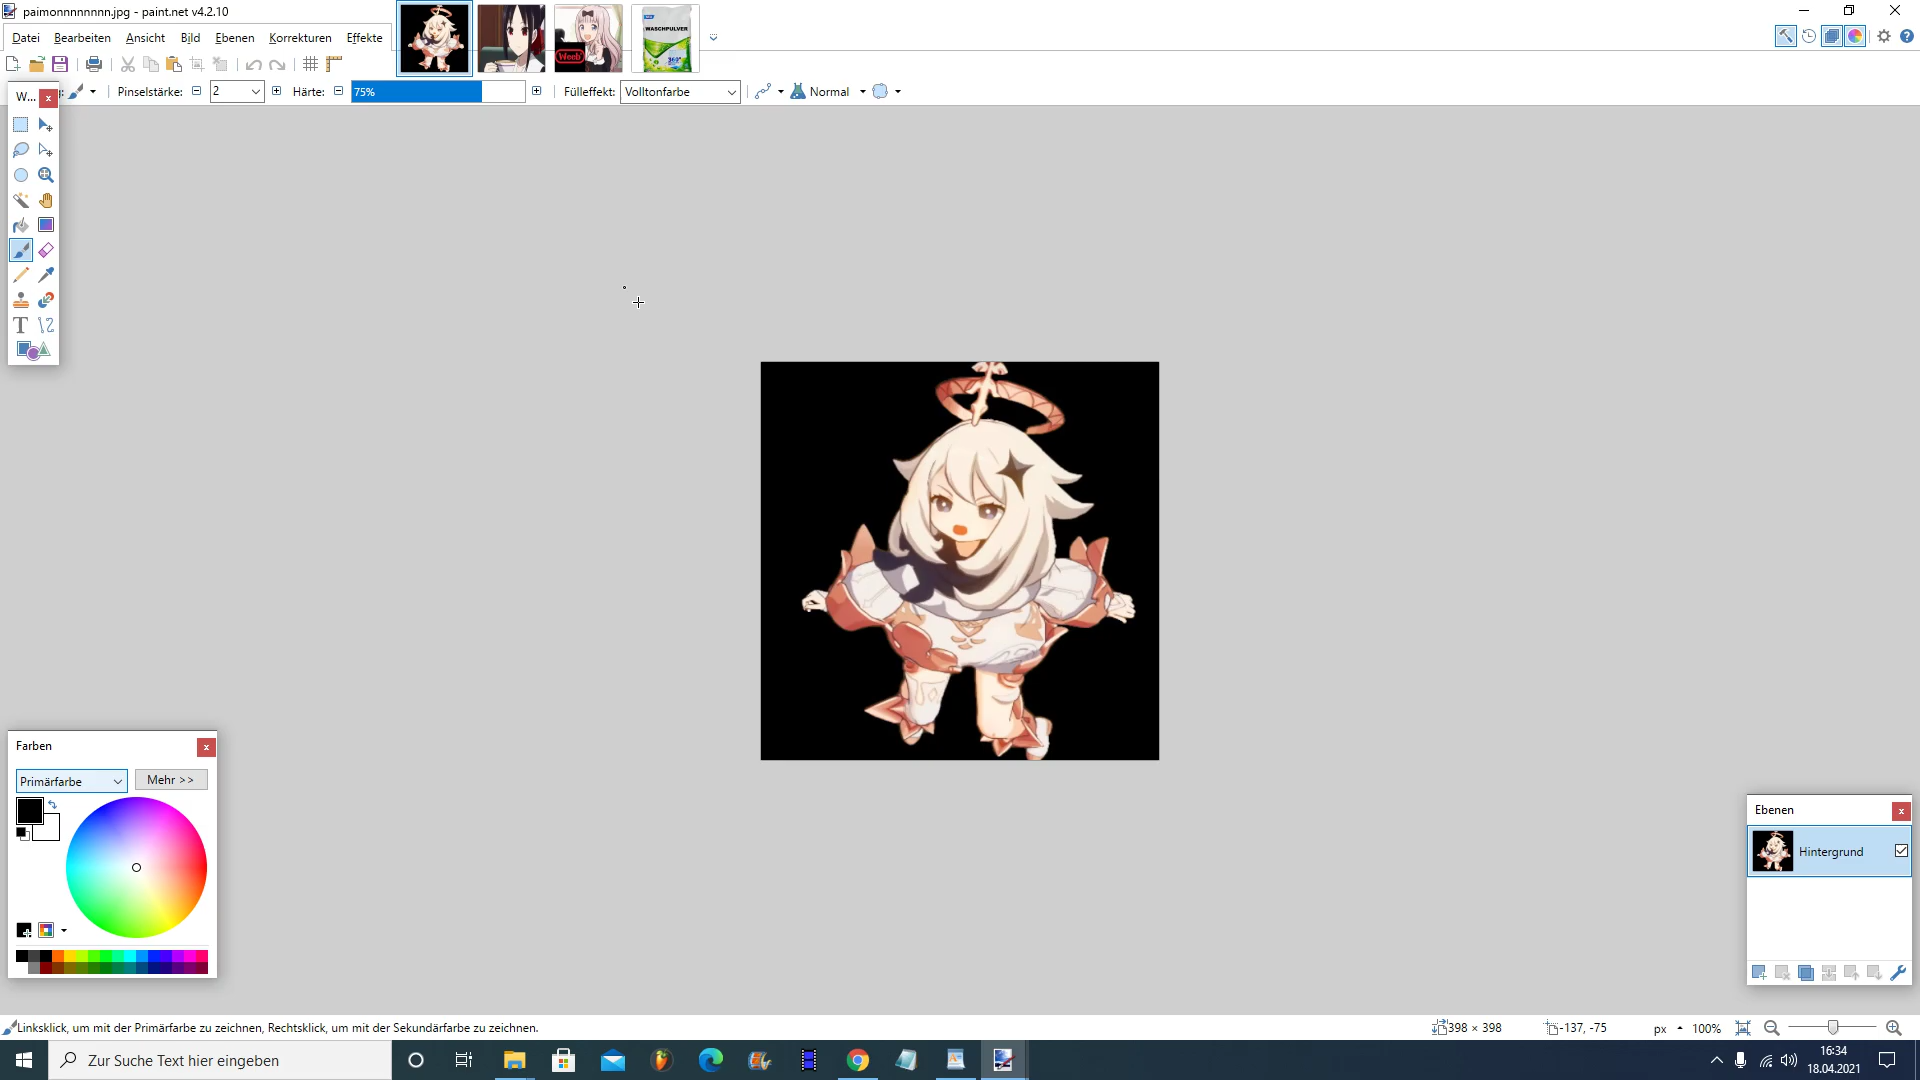 paimonnnnnnnn.jpg - paint.net v4.2.10
Datei Bearbeiten Ansicht Bild Ebenen Korrekturen Effekte
Weeb
WASCHPULVER
W...
Pinselstärke: 2 Härte: 75% Fülleffekt: Volltonfarbe Normal
Farben
Primärfarbe Mehr >>
Ebenen
Hintergrund
Linksklick, um mit der Primärfarbe zu zeichnen, Rechtsklick, um mit der Sekundärfarbe zu zeichnen.
398 × 398 -137, -75 px 100%
Zur Suche Text hier eingeben
16:34
18.04.2021